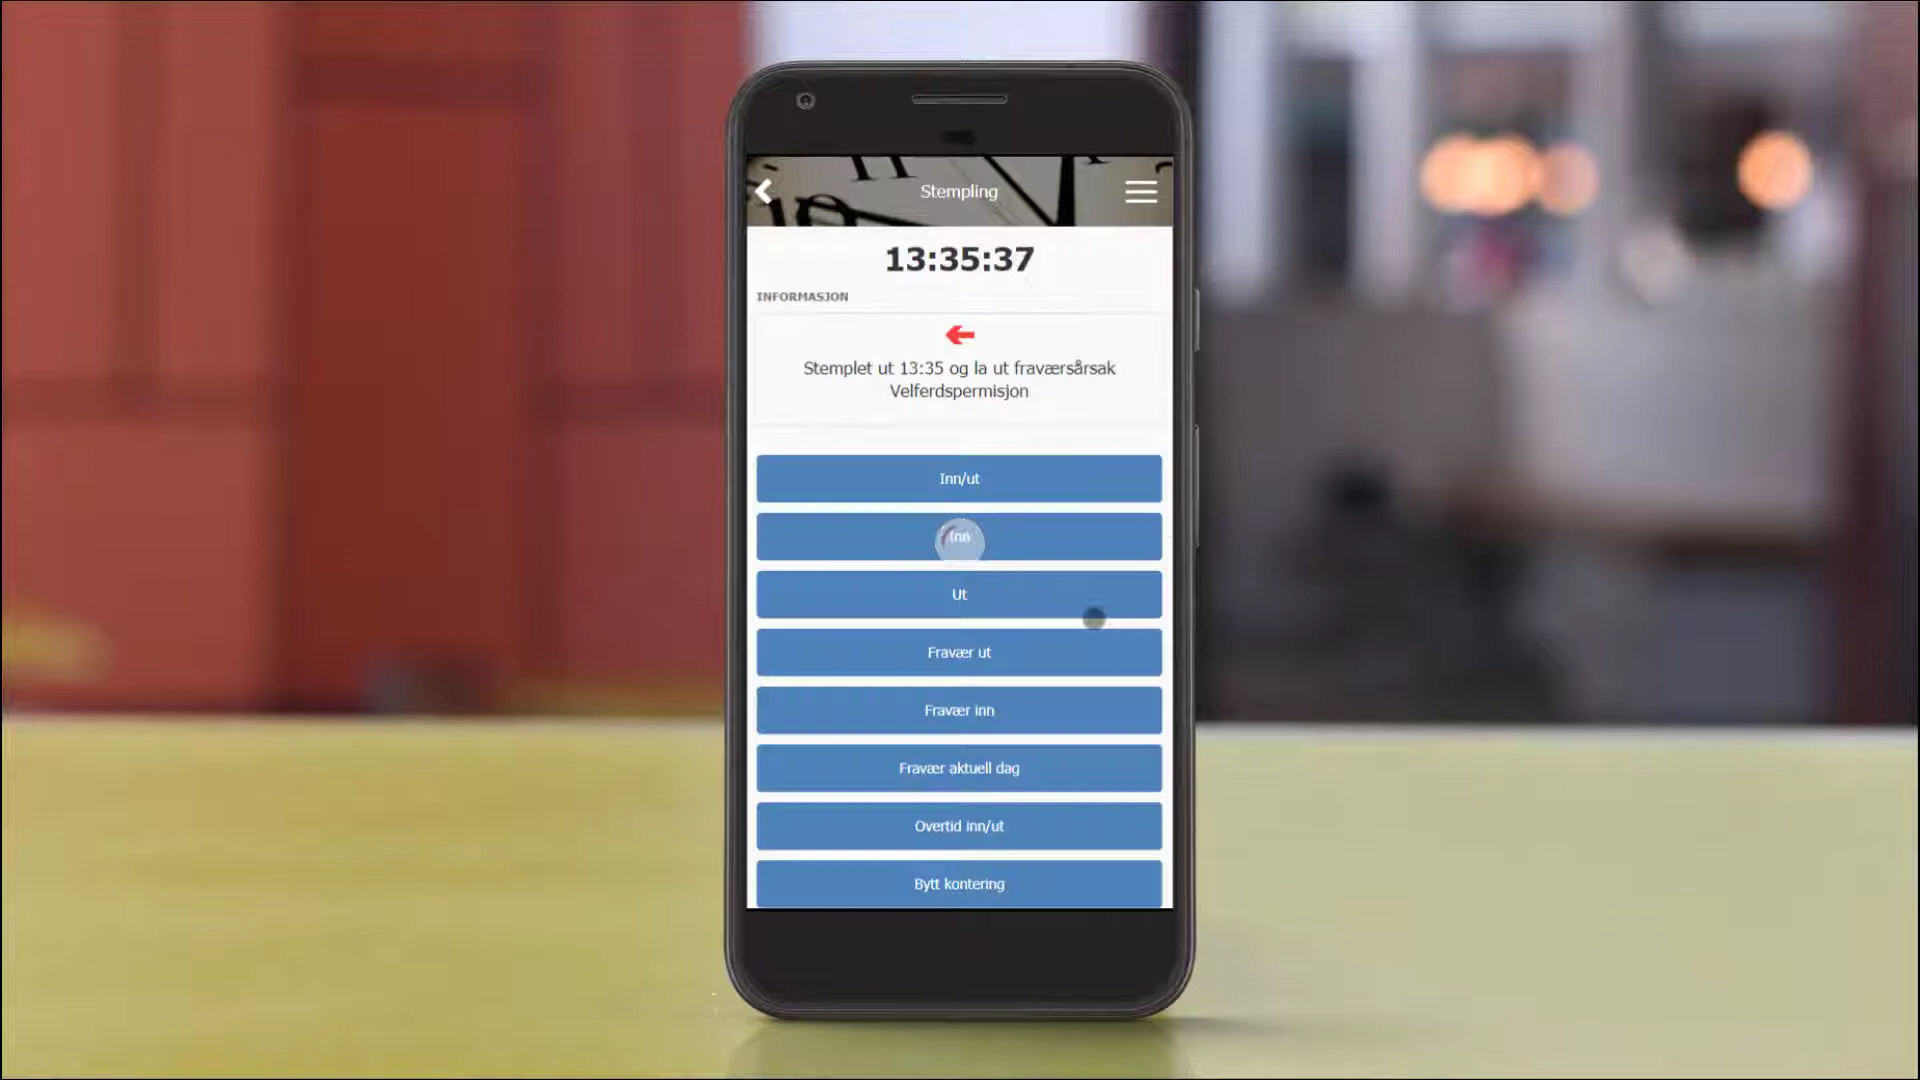 Stempling
13:35:37
INFORMASJON
Stemplet ut 13:35 og la ut fraværsårsak
Velferdspermisjon
Inn/ut
Inn
Ut
Fravær ut
Fravær inn
Fravær aktuell dag
Overtid inn/ut
Bytt kontering